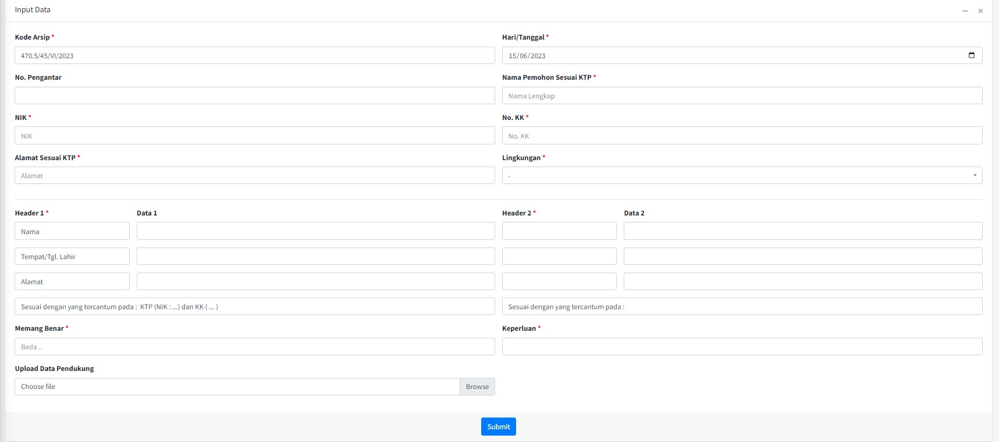 Input Data
Kode Arsip * Hari/Tanggal *
470.5/45/VI/2023 15/06/2023
No. Pengantar Nama Pemohon Sesuai KTP *
Nama Lengkap
NIK * No. KK *
NIK No. KK
Alamat Sesuai KTP * Lingkungan *
Alamat -
Header 1 * Data 1 Header 2 * Data 2
Nama
Tempat/Tgl. Lahir
Alamat
Sesuai dengan yang tercantum pada : KTP (NIK : ...) dan KK ( ... ) Sesuai dengan yang tercantum pada :
Memang Benar * Keperluan *
Beda ..
Upload Data Pendukung
Choose file Browse
Submit